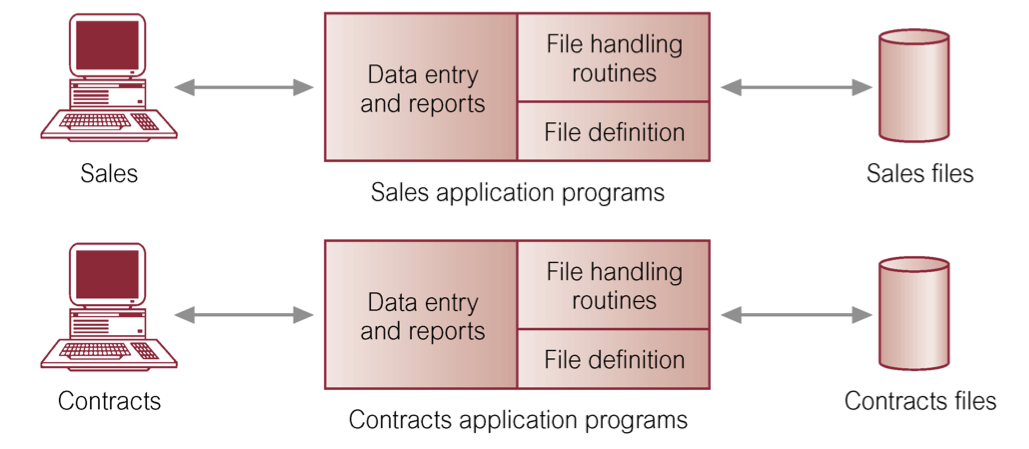 Data entry
and reports
File handling
routines
File definition
Sales
Sales application programs
Sales files
Data entry
and reports
File handling
routines
File definition
Contracts
Contracts application programs
Contracts files